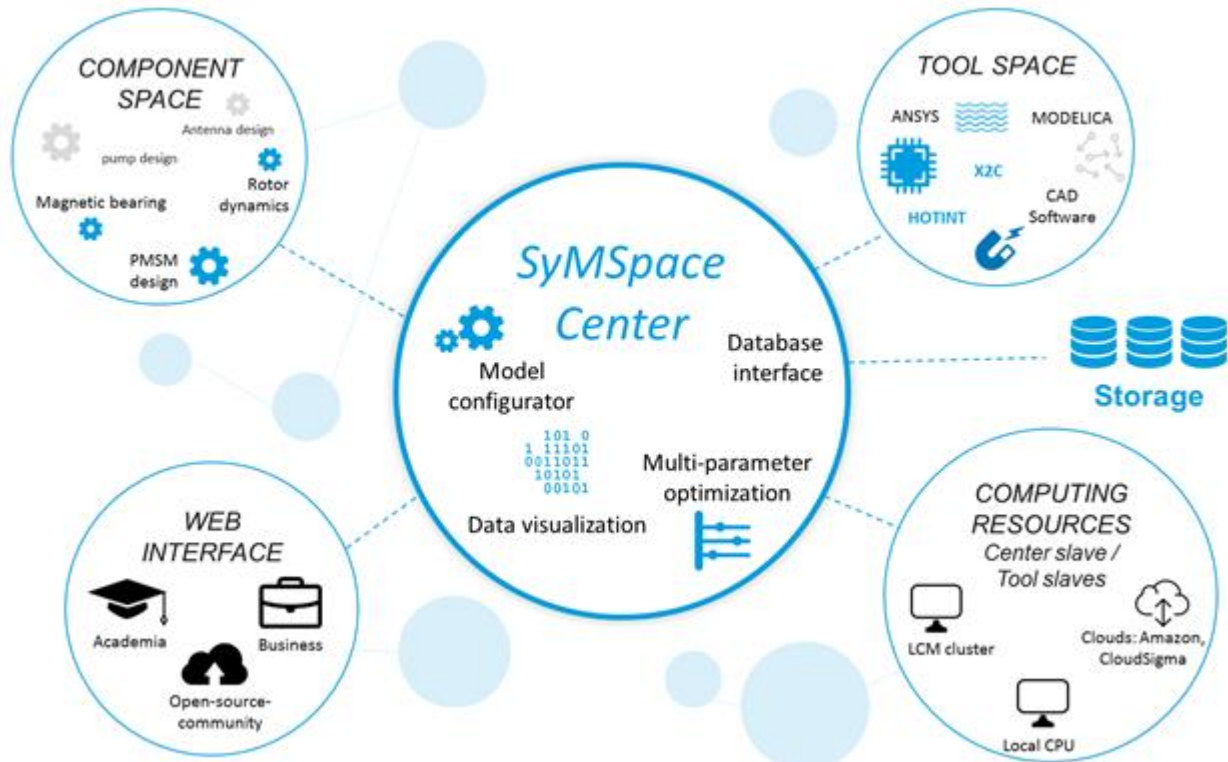 COMPONENT
SPACE
Antenna design
pump design
Rotor
dynamics
Magnetic bearing
PMSM
design
TOOL SPACE
ANSYS
MODELICA
X2C
CAD
Software
HOTINT
SyMSpace
Center
Model
configurator
Database
interface
101 0
1 11101
0011011
10101
00101
Multi-parameter
optimization
Data visualization
Storage
WEB
INTERFACE
Academia
Business
Open-source-
community
COMPUTING
RESOURCES
Center slave /
Tool slaves
LCM cluster
Clouds: Amazon,
CloudSigma
Local CPU